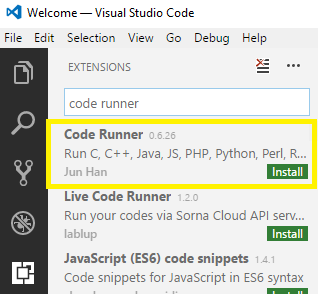 Welcome — Visual Studio Code
File Edit Selection View Go Debug Help
EXTENSIONS
code runner
Code Runner 0.6.26
Run C, C++, Java, JS, PHP, Python, Perl, R...
Jun Han Install
Live Code Runner 1.2.0
Run your codes via Sorna Cloud API serv...
lablup Install
JavaScript (ES6) code snippets 1.4.1
Code snippets for JavaScript in ES6 syntax
Install